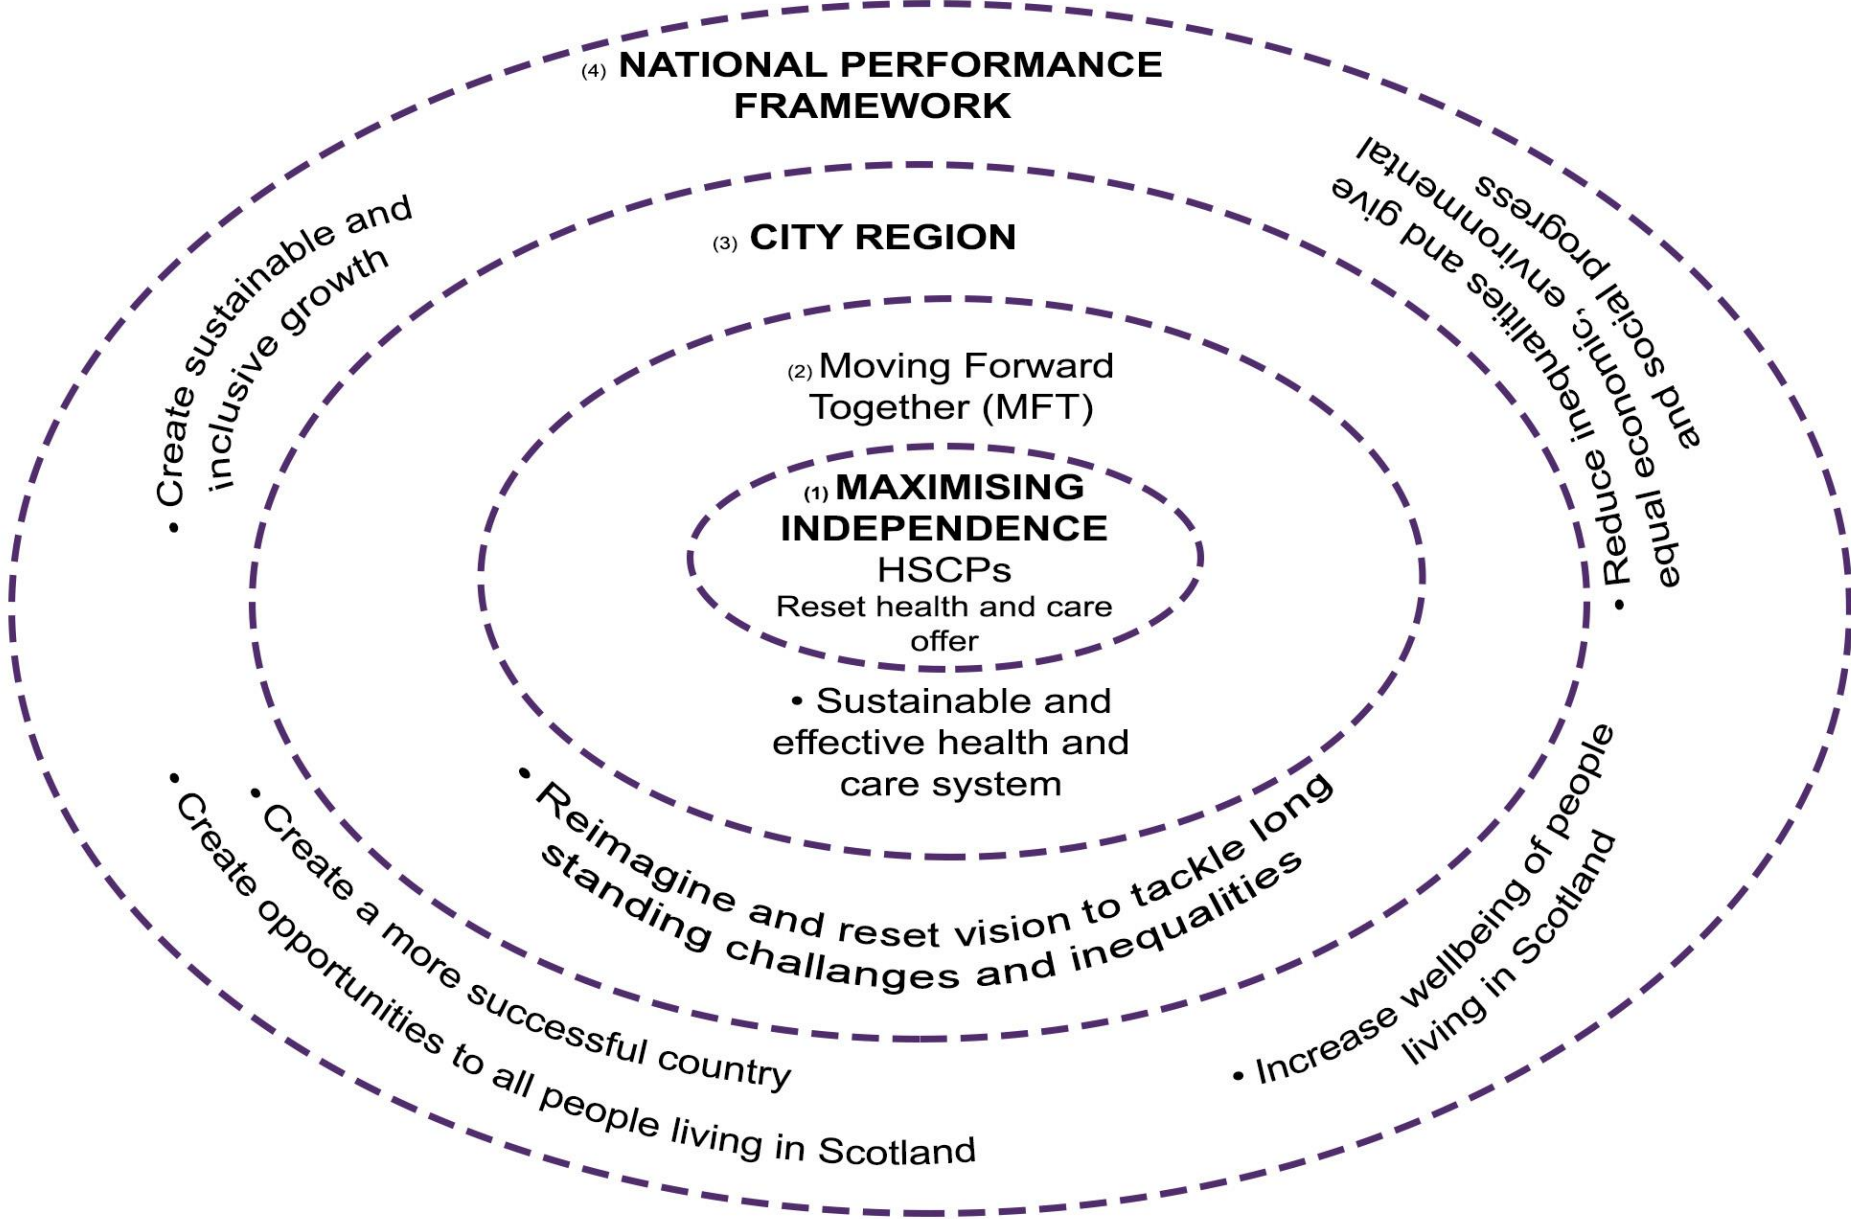 (4) NATIONAL PERFORMANCE
FRAMEWORK
• Create sustainable and
inclusive growth
• Reduce inequalities and give
equal economic, environmental
and social progress
(3) CITY REGION
(2) Moving Forward
Together (MFT)
(1) MAXIMISING
INDEPENDENCE
HSCPs
Reset health and care
offer
• Sustainable and
effective health and
care system
• Reimagine and reset vision to tackle long
standing challanges and inequalities
• Create a more successful country
• Create opportunities to all people living in Scotland
• Increase wellbeing of people
living in Scotland